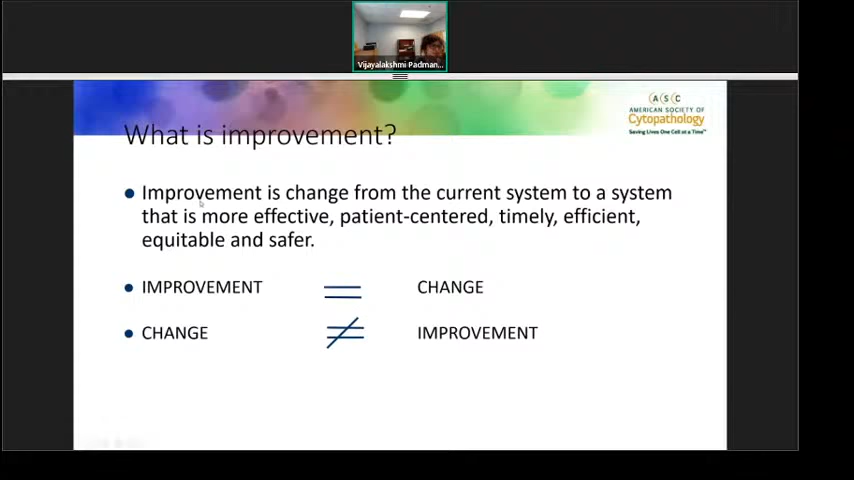 Vijayalakshmi Padman...
ASC
AMERICAN SOCIETY OF
Cytopathology
Saving Lives One Cell at a Time™
What is improvement?
Improvement is change from the current system to a system
that is more effective, patient-centered, timely, efficient,
equitable and safer.
IMPROVEMENT = CHANGE
CHANGE ≠ IMPROVEMENT